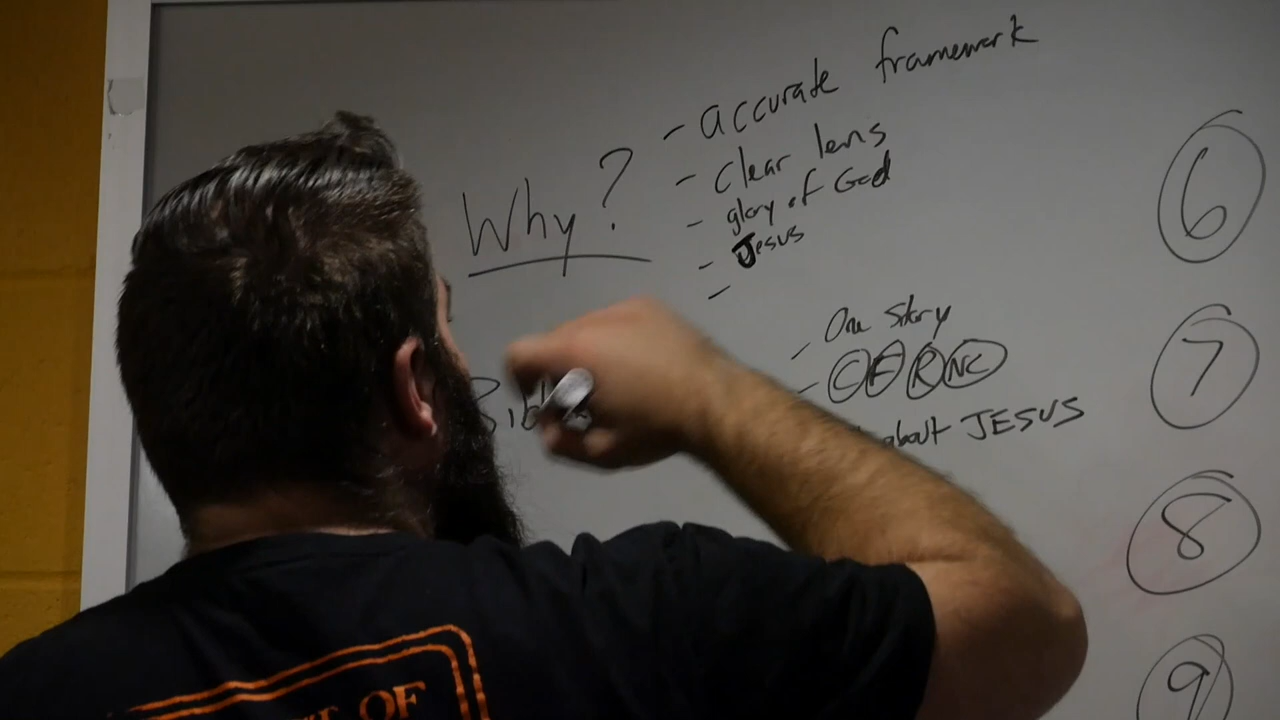 Why?
- accurate framework
- clear lens
- glory of God
- Jesus
-
- One Story
- C F R NC
about JESUS
6
7
8
9
OF